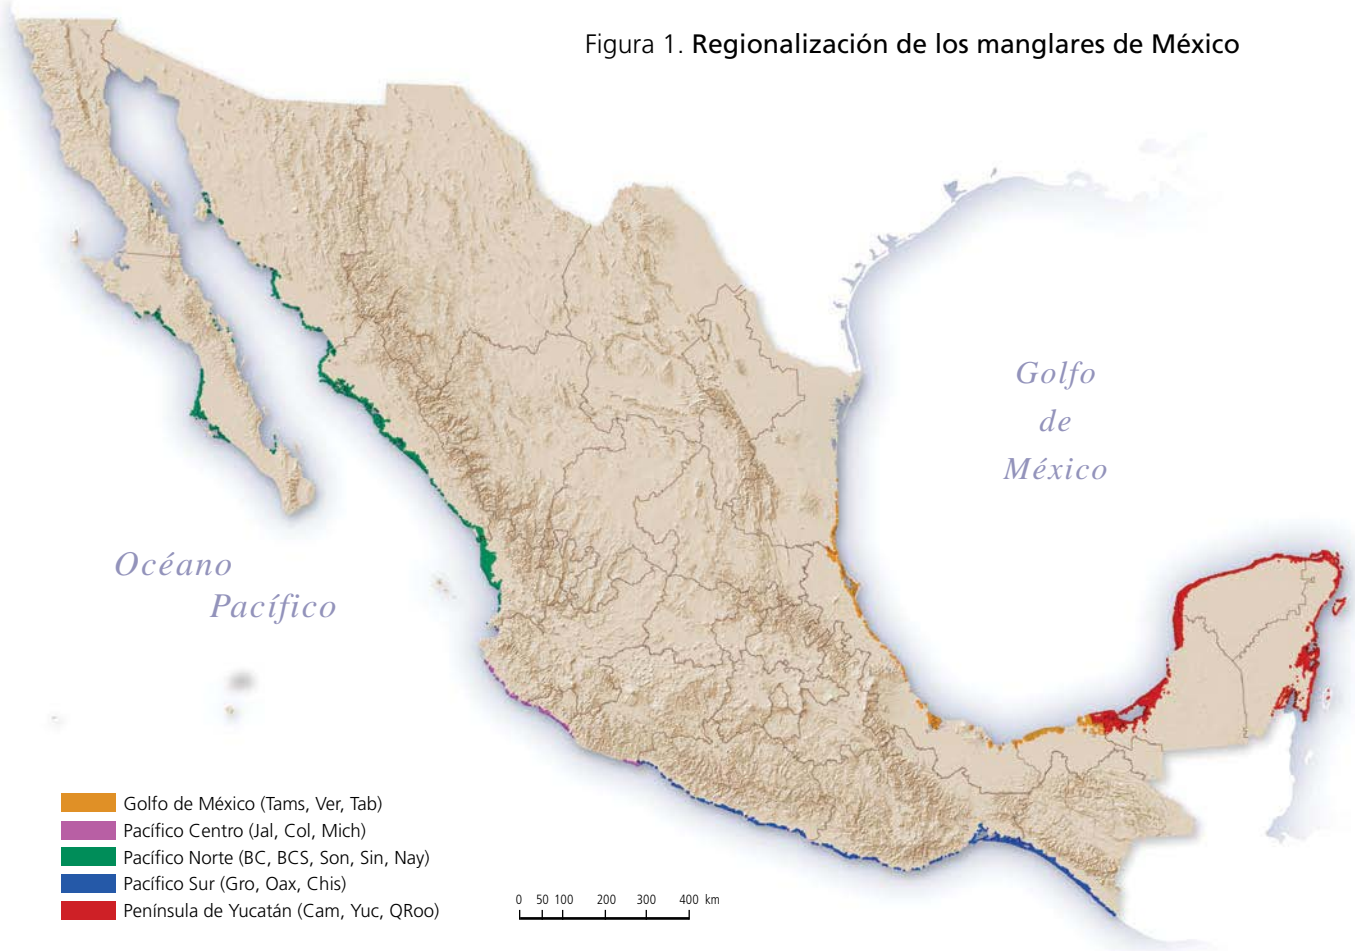 Figura 1. Regionalización de los manglares de México
Golfo
de
México
Océano
Pacífico
Golfo de México (Tams, Ver, Tab)
Pacífico Centro (Jal, Col, Mich)
Pacífico Norte (BC, BCS, Son, Sin, Nay)
Pacífico Sur (Gro, Oax, Chis)
Península de Yucatán (Cam, Yuc, QRoo)
0 50 100 200 300 400 km